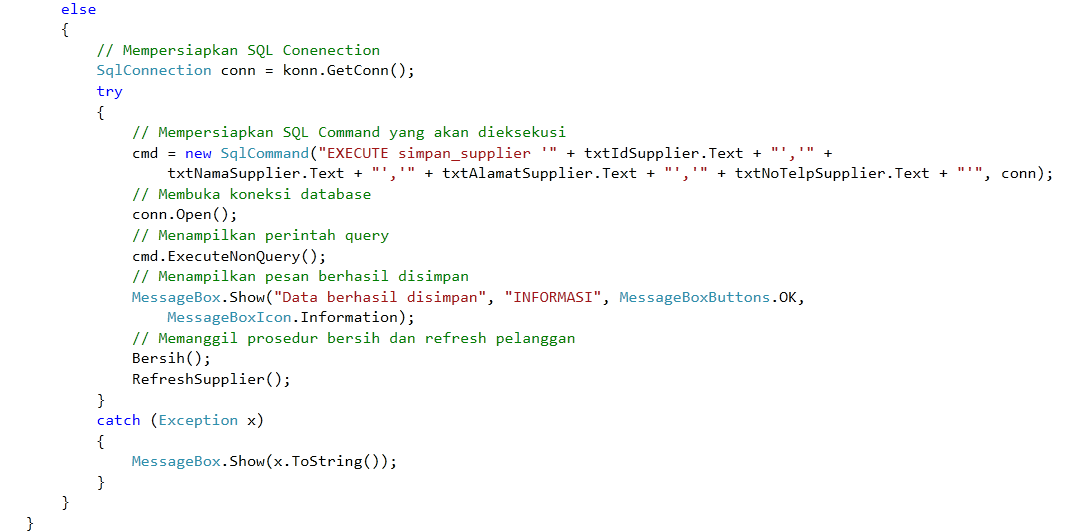 else
{
// Mempersiapkan SQL Conenection
SqlConnection conn = konn.GetConn();
try
{
// Mempersiapkan SQL Command yang akan dieksekusi
cmd = new SqlCommand("EXECUTE simpan_supplier '" + txtIdSupplier.Text + "','" +
txtNamaSupplier.Text + "','" + txtAlamatSupplier.Text + "','" + txtNoTelpSupplier.Text + "'", conn);
// Membuka koneksi database
conn.Open();
// Menampilkan perintah query
cmd.ExecuteNonQuery();
// Menampilkan pesan berhasil disimpan
MessageBox.Show("Data berhasil disimpan", "INFORMASI", MessageBoxButtons.OK,
MessageBoxIcon.Information);
// Memanggil prosedur bersih dan refresh pelanggan
Bersih();
RefreshSupplier();
}
catch (Exception x)
{
MessageBox.Show(x.ToString());
}
}
}